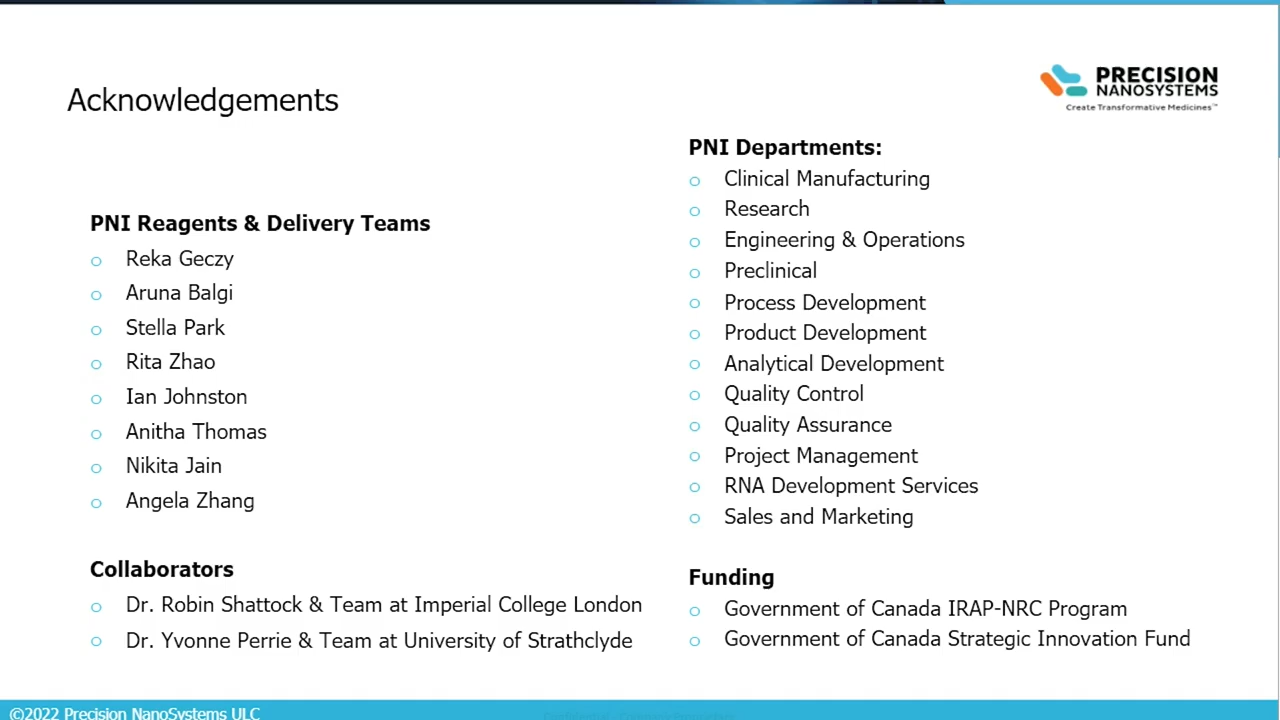 Acknowledgements
PRECISION
NANOSYSTEMS
Create Transformative Medicines™
PNI Reagents & Delivery Teams
Reka Geczy
Aruna Balgi
Stella Park
Rita Zhao
Ian Johnston
Anitha Thomas
Nikita Jain
Angela Zhang
Collaborators
Dr. Robin Shattock & Team at Imperial College London
Dr. Yvonne Perrie & Team at University of Strathclyde
PNI Departments:
Clinical Manufacturing
Research
Engineering & Operations
Preclinical
Process Development
Product Development
Analytical Development
Quality Control
Quality Assurance
Project Management
RNA Development Services
Sales and Marketing
Funding
Government of Canada IRAP-NRC Program
Government of Canada Strategic Innovation Fund
©2022 Precision NanoSystems ULC